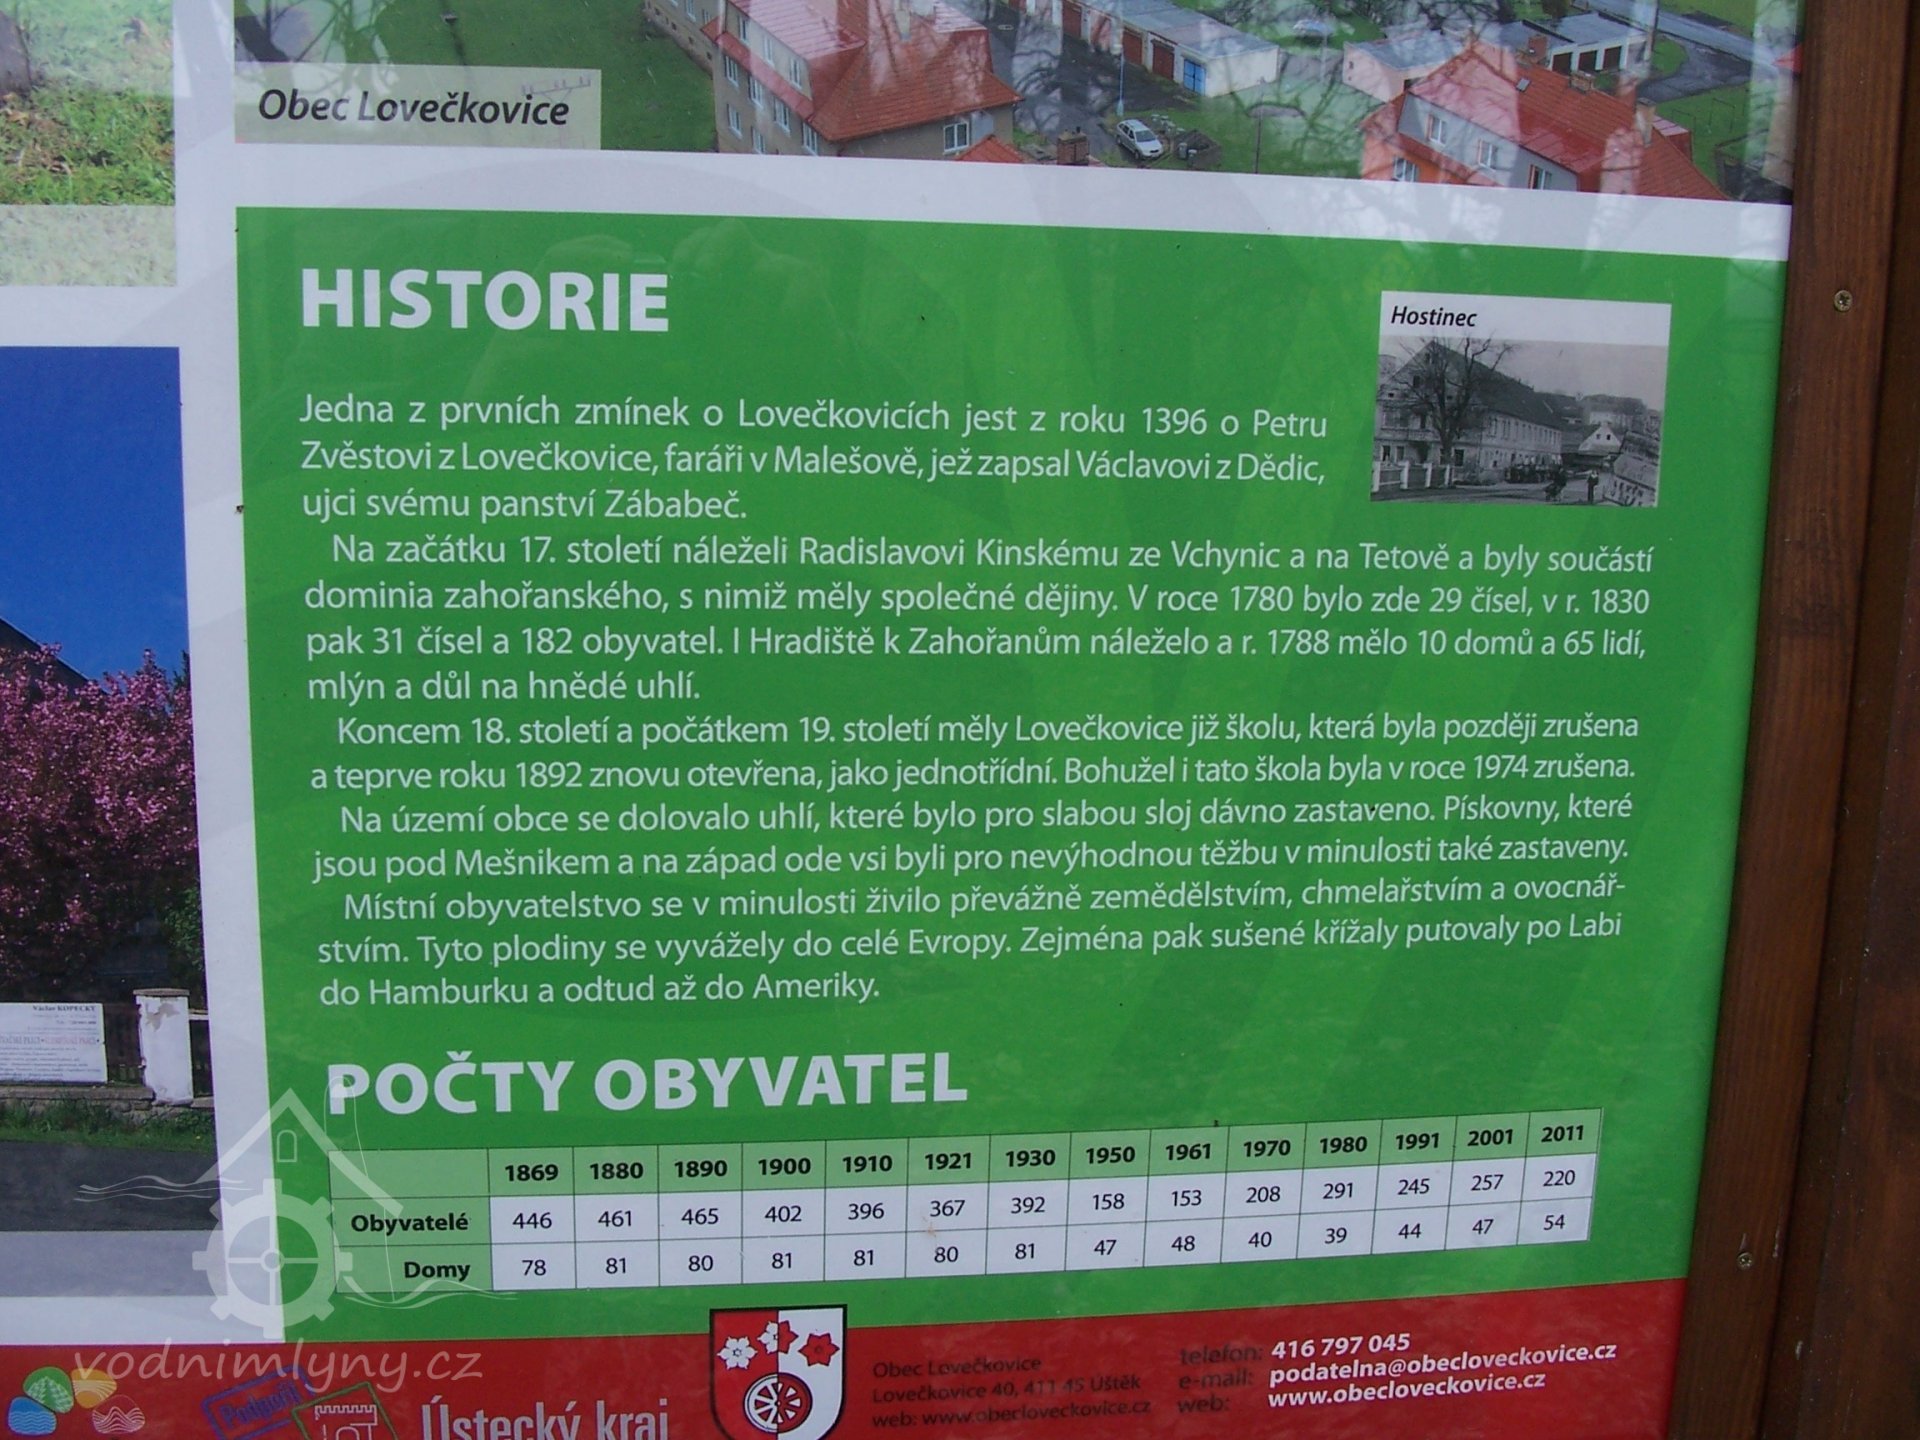 Obec Lovečkovice
HISTORIE
Hostinec
Jedna z prvních zmínek o Lovečkovicích jest z roku 1396 o Petru
Zvěstovi z Lovečkovice, faráři v Malešově, jež zapsal Václavovi z Dědic,
ujci svému panství Zábabeč.
Na začátku 17. století náleželi Radislavovi Kinskému ze Vchynic a na Tetově a byly součástí
dominia zahořanského, s nimiž měly společné dějiny. V roce 1780 bylo zde 29 čísel, v r. 1830
pak 31 čísel a 182 obyvatel. I Hradiště k Zahořanům náleželo a r. 1788 mělo 10 domů a 65 lidí,
mlýn a důl na hnědé uhlí.
Koncem 18. století a počátkem 19. století měly Lovečkovice již školu, která byla později zrušena
a teprve roku 1892 znovu otevřena, jako jednotřídní. Bohužel i tato škola byla v roce 1974 zrušena.
Na území obce se dolovalo uhlí, které bylo pro slabou sloj dávno zastaveno. Pískovny, které
jsou pod Mešnikem a na západ ode vsi byli pro nevýhodnou těžbu v minulosti také zastaveny.
Místní obyvatelstvo se v minulosti živilo převážně zemědělstvím, chmelařstvím a ovocnář-
stvím. Tyto plodiny se vyvážely do celé Evropy. Zejména pak sušené křížaly putovaly po Labi
do Hamburku a odtud až do Ameriky.
Václav KOPECKÝ
POČTY OBYVATEL
1869 1880 1890 1900 1910 1921 1930 1950 1961 1970 1980 1991 2001 2011
Obyvatelé 446 461 465 402 396 367 392 158 153 208 291 245 257 220
Domy 78 81 80 81 81 80 81 47 48 40 39 44 47 54
vodnimlyny.cz
Podpořil
Ústecký kraj
Obec Lovečkovice
Lovečkovice 40, 411 45 Úštěk
web: www.obecloveckovice.cz
telefon: 416 797 045
e-mail: podatelna@obecloveckovice.cz
web: www.obecloveckovice.cz